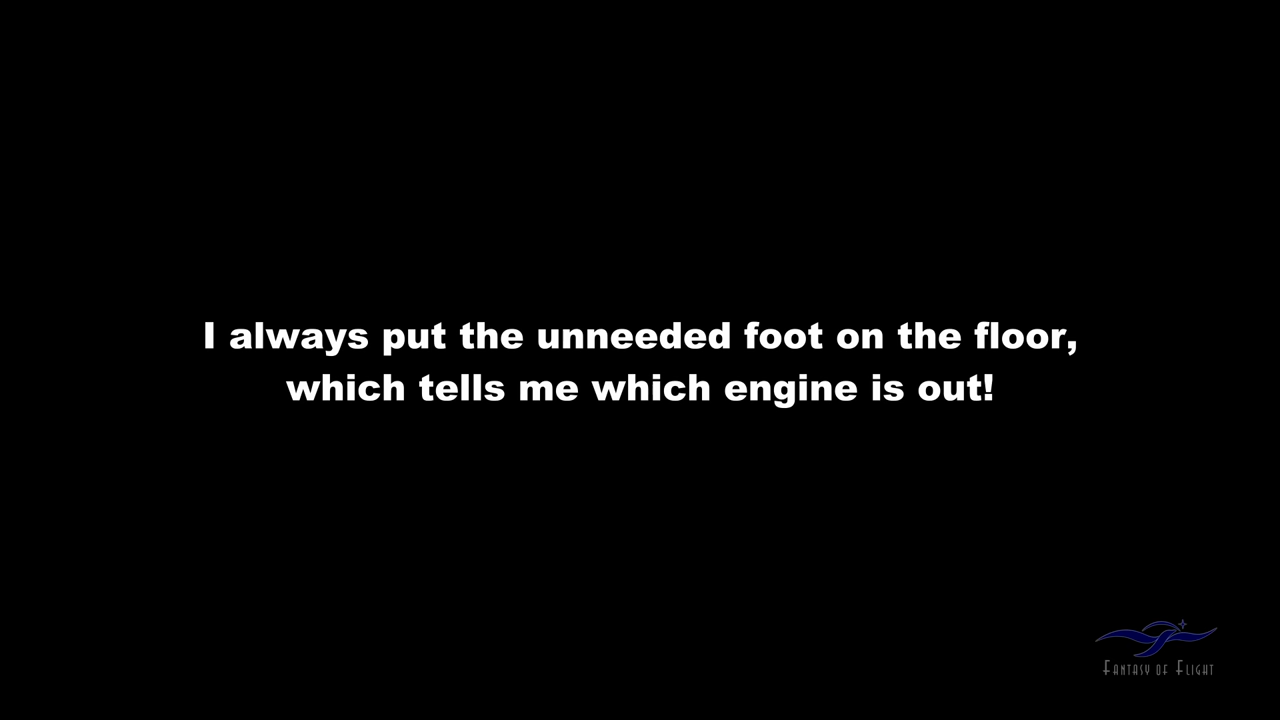 I always put the unneeded foot on the floor,
which tells me which engine is out!
FANTASY OF FLIGHT